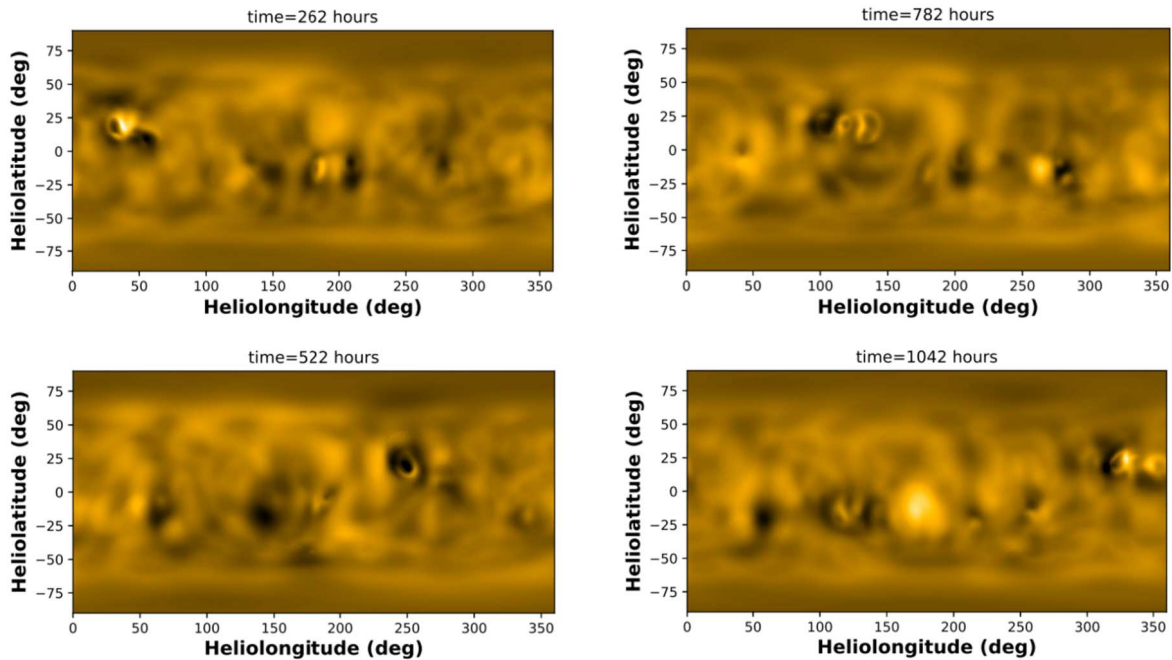 time=262 hours
Heliolatitude (deg)
75
50
25
0
−25
−50
−75
0 50 100 150 200 250 300 350
Heliolongitude (deg)
time=782 hours
Heliolatitude (deg)
75
50
25
0
−25
−50
−75
0 50 100 150 200 250 300 350
Heliolongitude (deg)
time=522 hours
Heliolatitude (deg)
75
50
25
0
−25
−50
−75
0 50 100 150 200 250 300 350
Heliolongitude (deg)
time=1042 hours
Heliolatitude (deg)
75
50
25
0
−25
−50
−75
0 50 100 150 200 250 300 350
Heliolongitude (deg)